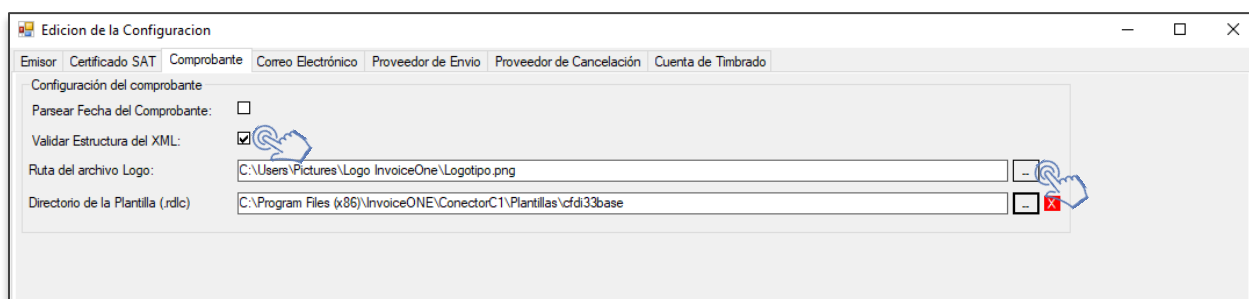 Edicion de la Configuracion
Emisor Certificado SAT Comprobante Correo Electrónico Proveedor de Envio Proveedor de Cancelación Cuenta de Timbrado
Configuración del comprobante
Parsear Fecha del Comprobante:
Validar Estructura del XML:
Ruta del archivo Logo: C:\Users\Pictures\Logo InvoiceOne\Logotipo.png ...
Directorio de la Plantilla (.rdlc) C:\Program Files (x86)\InvoiceONE\ConectorC1\Plantillas\cfdi33base ... X